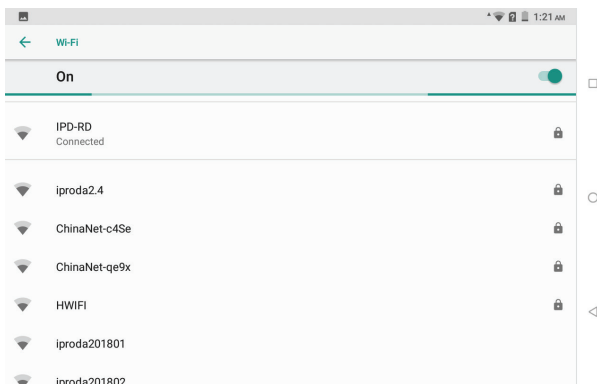 1:21 AM
Wi-Fi
On
IPD-RD
Connected
iproda2.4
ChinaNet-c4Se
ChinaNet-qe9x
HWIFI
iproda201801
iproda201802